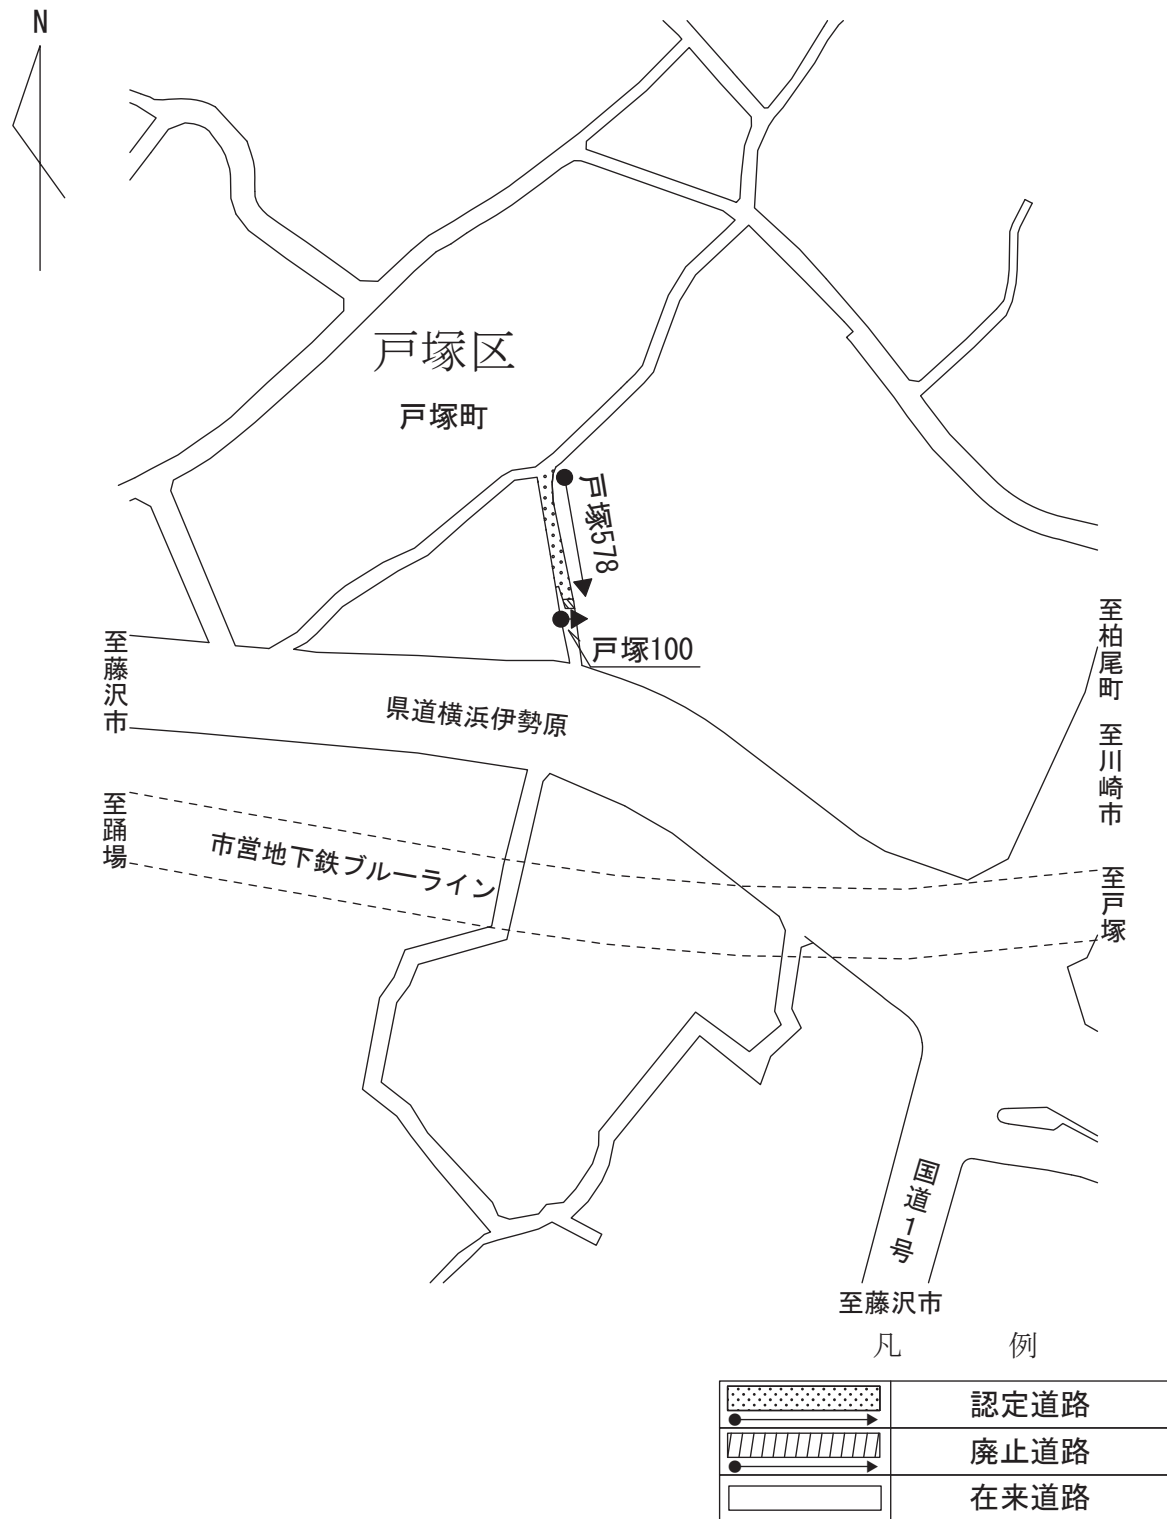 N
戸塚区
戸塚町
戸塚578
戸塚100
至藤沢市
県道横浜伊勢原
至柏尾町
至川崎市
至踊場
市営地下鉄ブルーライン
至戸塚
国道1号
至藤沢市
凡 例
認定道路
廃止道路
在来道路